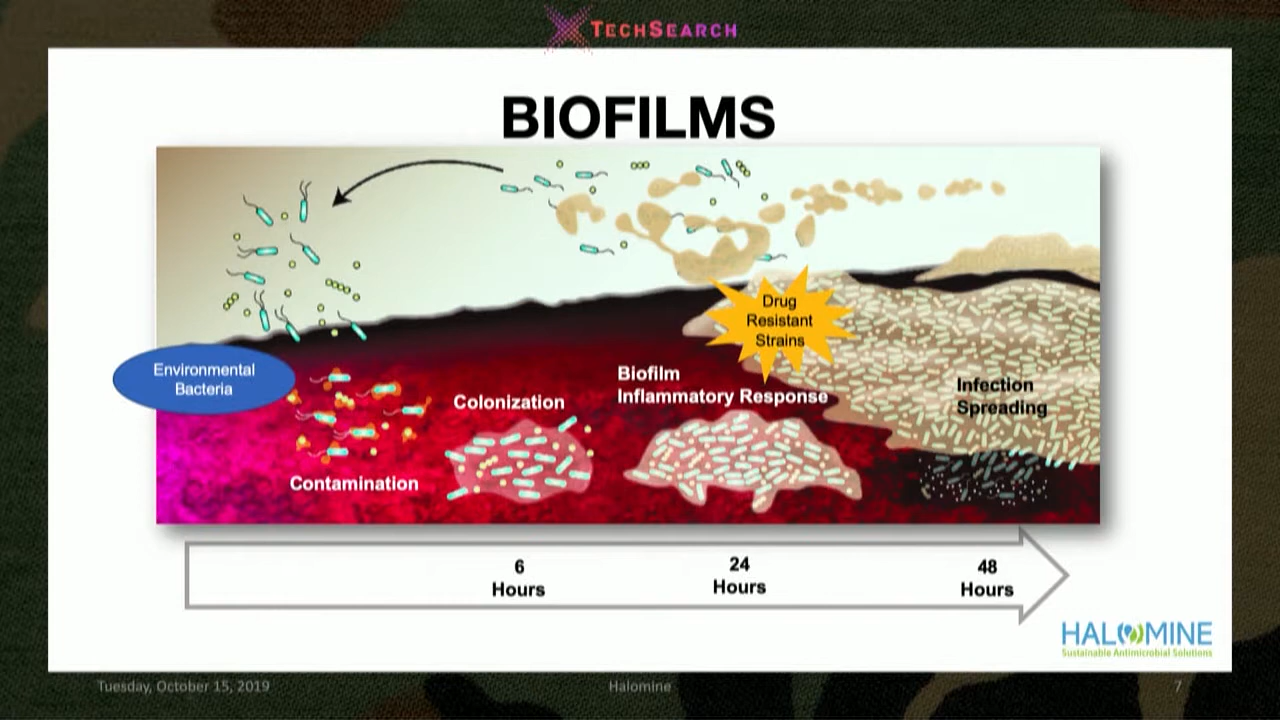 TECHSEARCH
BIOFILMS
Drug
Resistant
Strains
Environmental
Bacteria
Biofilm
Inflammatory Response
Colonization
Infection
Spreading
Contamination
6
Hours
24
Hours
48
Hours
HALOMINE
Sustainable Antimicrobial Solutions
Tuesday, October 15, 2019
Halomine
7